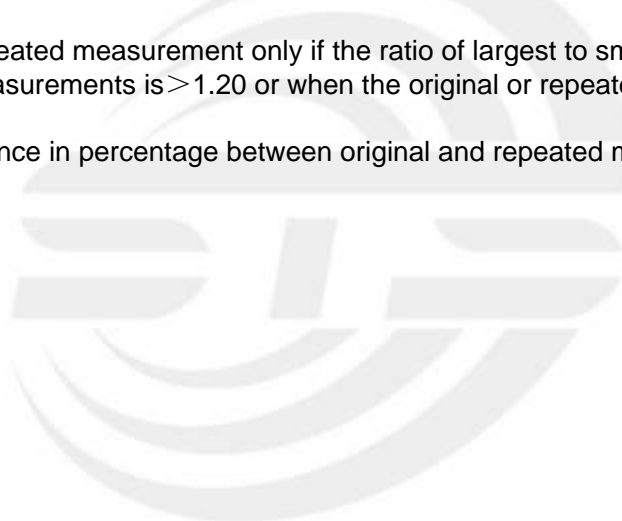 eated measurement only if the ratio of largest to sm
asurements is＞1.20 or when the original or repeate
nce in percentage between original and repeated m
STS